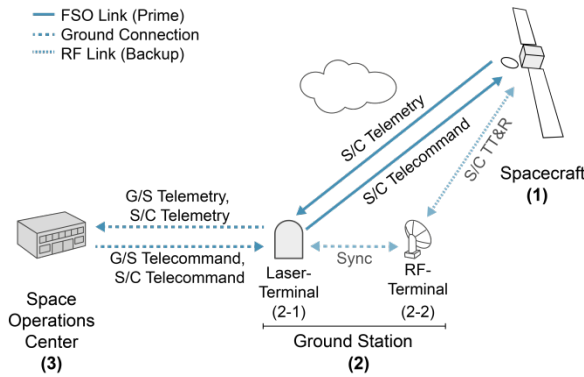 FSO Link (Prime)
Ground Connection
RF Link (Backup)
S/C Telemetry
S/C Telecommand
S/C TT&R
Spacecraft
(1)
G/S Telemetry,
S/C Telemetry
G/S Telecommand,
S/C Telecommand
Sync
Laser-
Terminal
(2-1)
RF-
Terminal
(2-2)
Ground Station
(2)
Space
Operations
Center
(3)